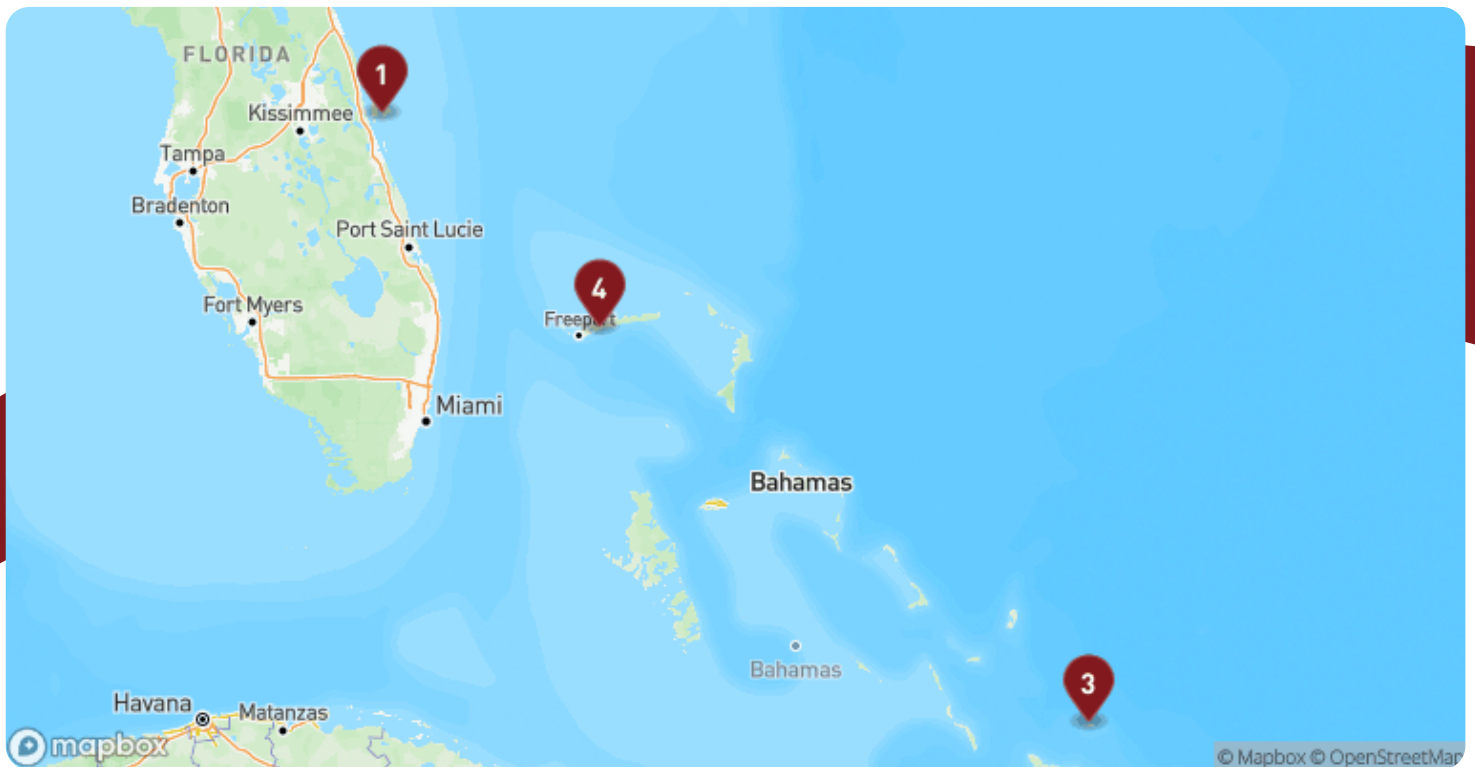 FLORIDA
1
Kissimmee
Tampa
Bradenton
Port Saint Lucie
4
Fort Myers
Miami
Bahamas
Bahamas
3
Havana
Matanzas
mapbox
© Mapbox © OpenStreetMap